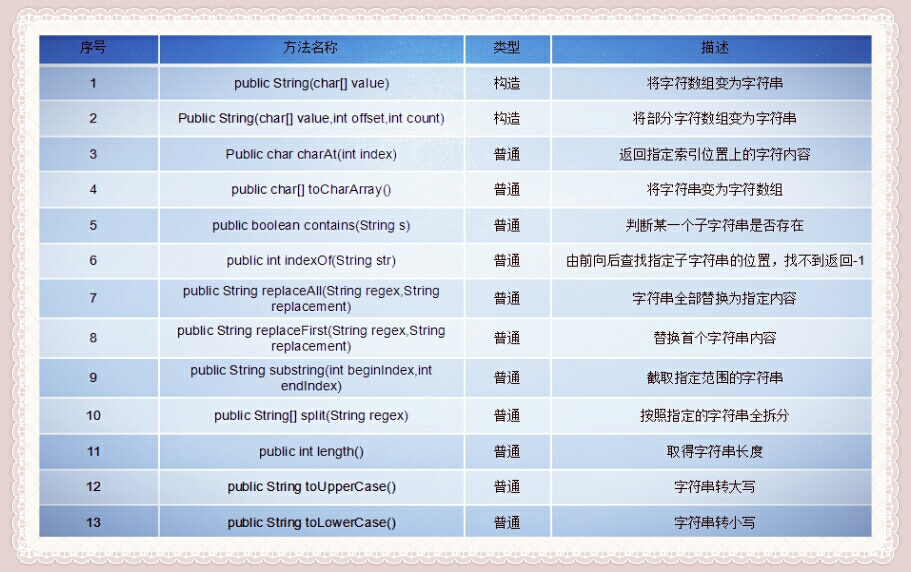 序号 方法名称 类型 描述
1 public String(char[] value) 构造 将字符数组变为字符串
2 Public String(char[] value,int offset,int count) 构造 将部分字符数组变为字符串
3 Public char charAt(int index) 普通 返回指定索引位置上的字符内容
4 public char[] toCharArray() 普通 将字符串变为字符数组
5 public boolean contains(String s) 普通 判断某一个子字符串是否存在
6 public int indexOf(String str) 普通 由前向后查找指定子字符串的位置，找不到返回-1
7 public String replaceAll(String regex,String
replacement) 普通 字符串全部替换为指定内容
8 public String replaceFirst(String regex,String
replacement) 普通 替换首个字符串内容
9 public String substring(int beginIndex,int
endIndex) 普通 截取指定范围的字符串
10 public String[] split(String regex) 普通 按照指定的字符串全拆分
11 public int length() 普通 取得字符串长度
12 public String toUpperCase() 普通 字符串转大写
13 public String toLowerCase() 普通 字符串转小写